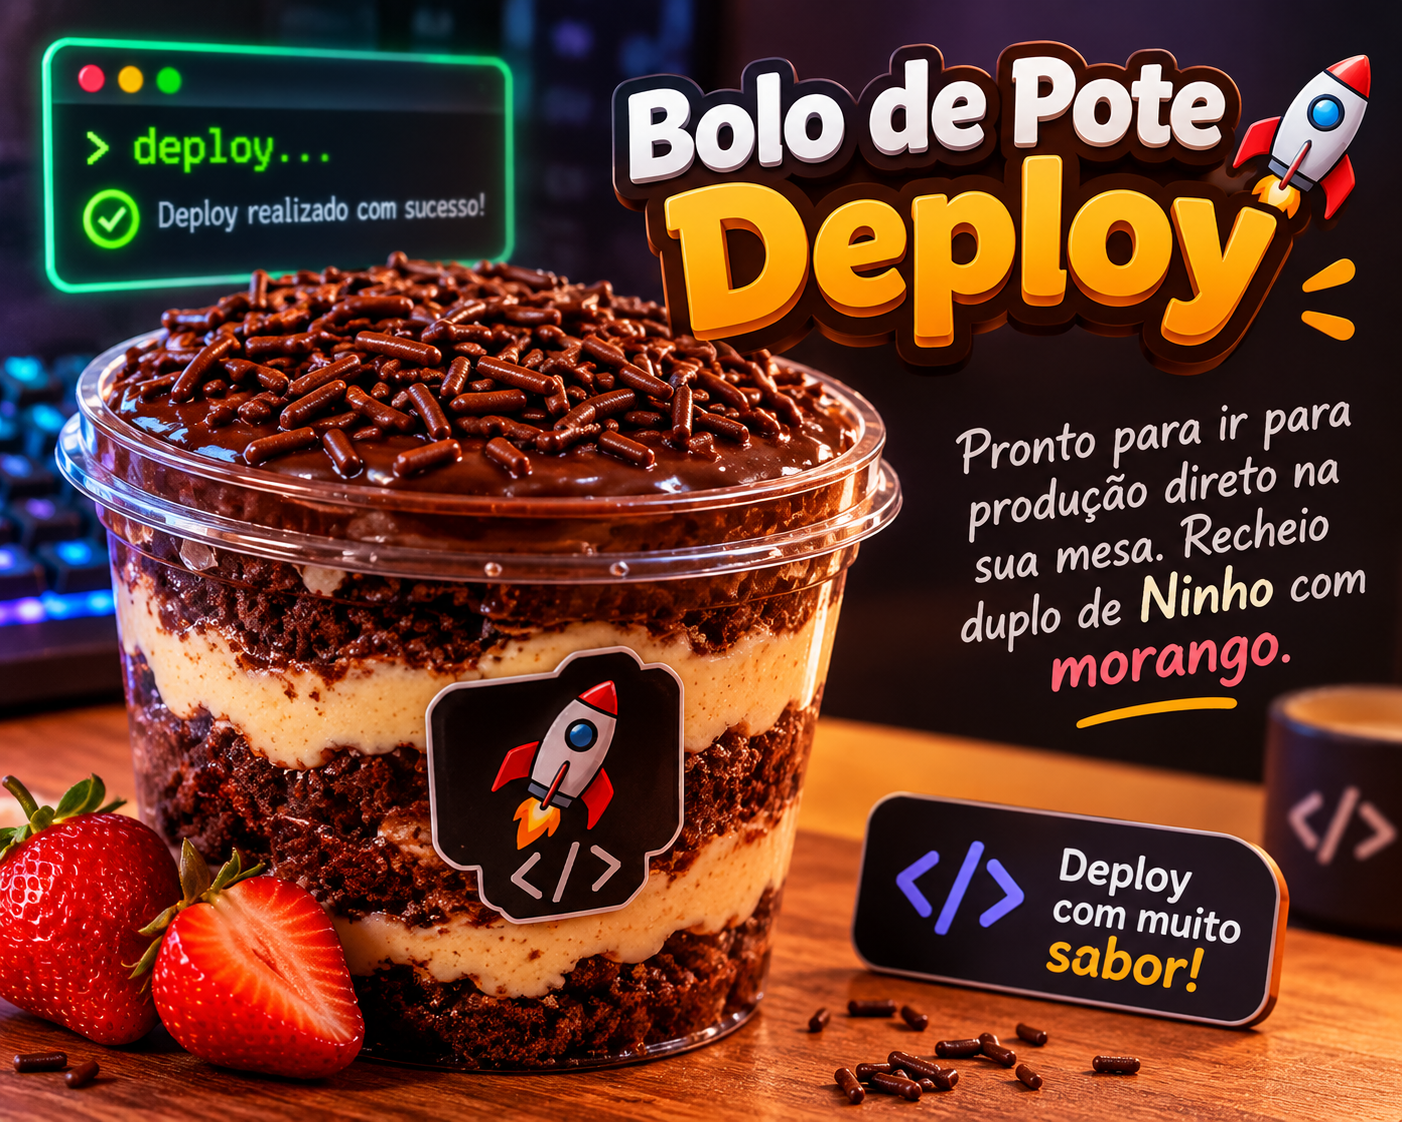 > deploy...
Deploy realizado com sucesso!
Bolo de Pote
Deploy
Pronto para ir para
produção direto na
sua mesa. Recheio
duplo de Ninho com
morango.
</>
</>
Deploy
com muito
sabor!
</>